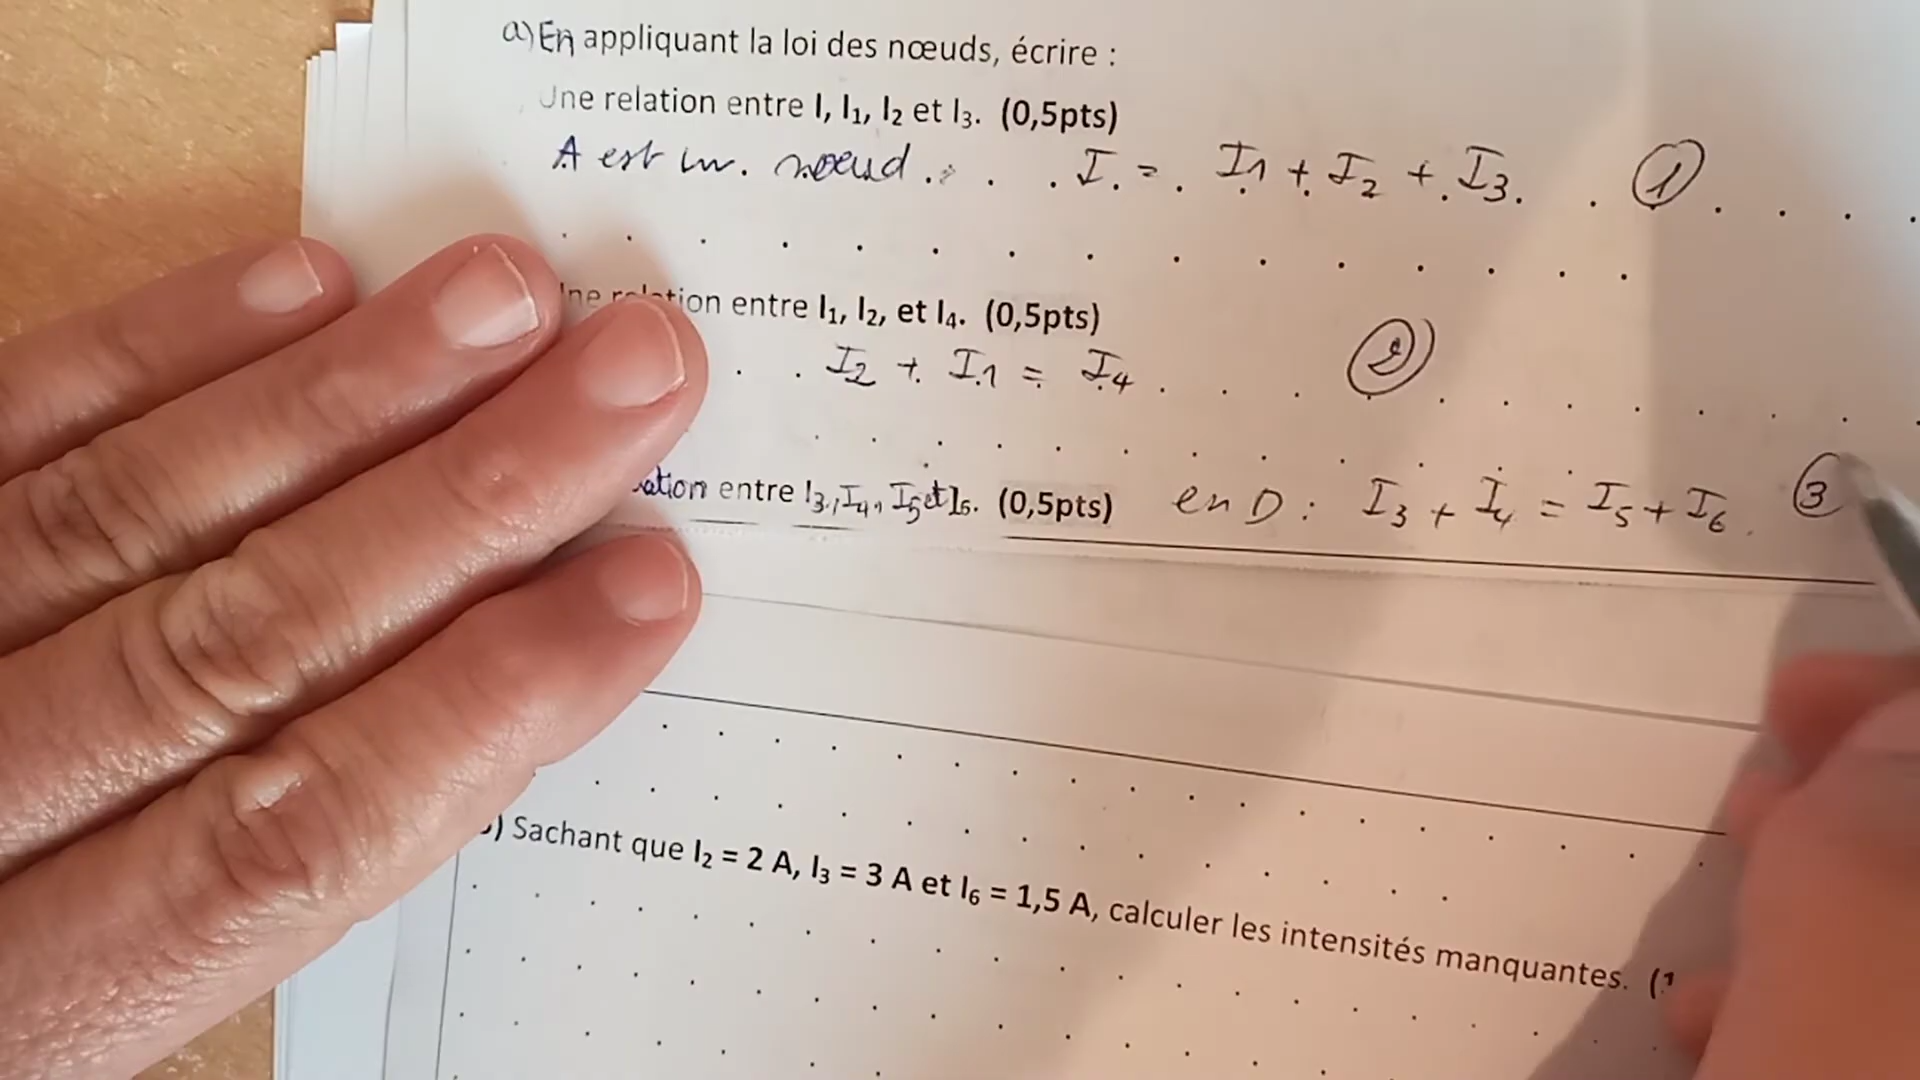 a) En appliquant la loi des nœuds, écrire :
Une relation entre I, I₁, I₂ et I₃. (0,5pts)
A est un nœud . I = I₁ + I₂ + I₃ . ①
ne relation entre I₁, I₂, et I₄. (0,5pts)
I₂ + I₁ = I₄ . ②
ation entre I₃, I₄, I₅ et I₆. (0,5pts) en D : I₃ + I₄ = I₅ + I₆ . ③
) Sachant que I₂ = 2 A, I₃ = 3 A et I₆ = 1,5 A, calculer les intensités manquantes. (1